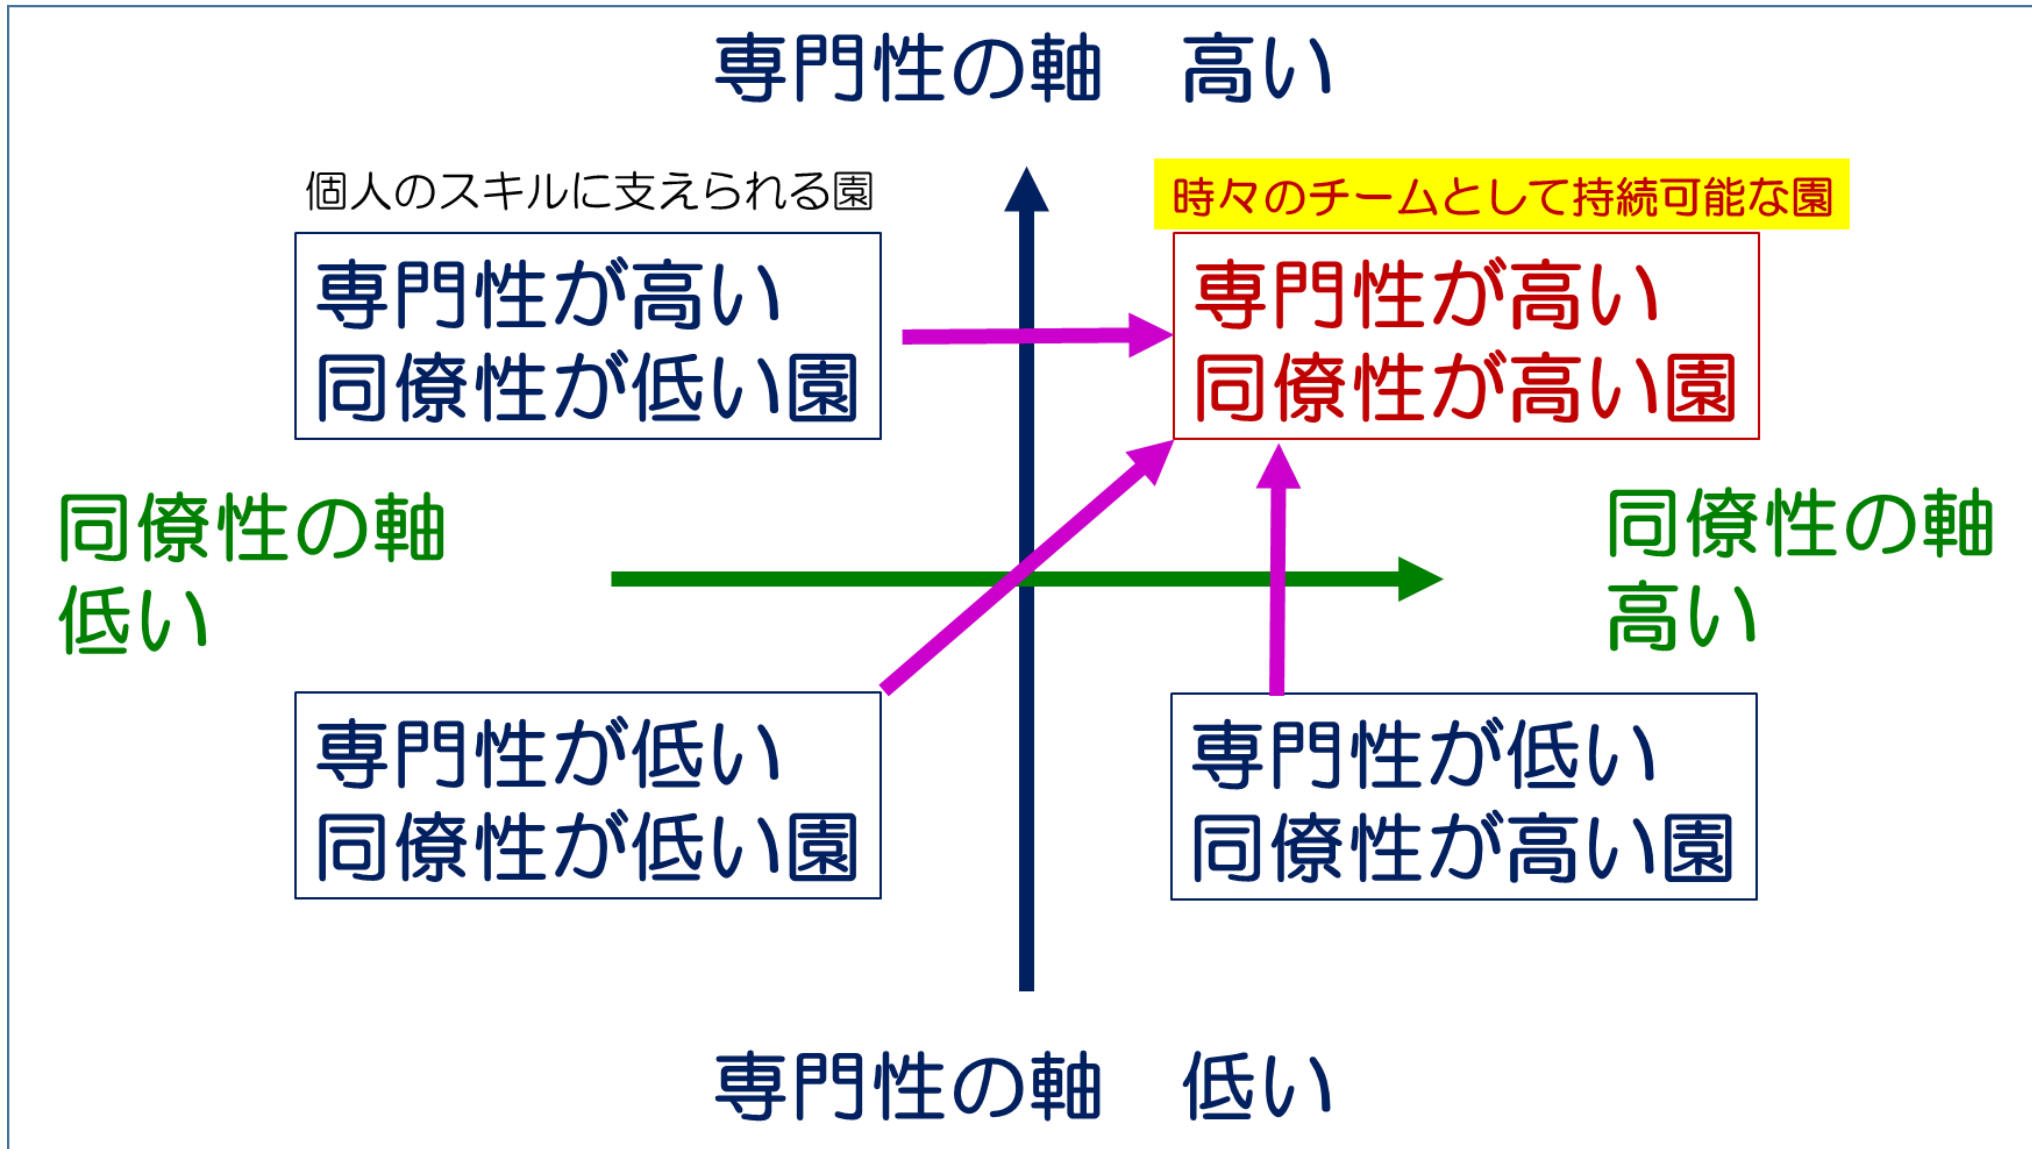 専門性の軸　高い
個人のスキルに支えられる園
時々のチームとして持続可能な園
専門性が高い
同僚性が低い園
専門性が高い
同僚性が高い園
同僚性の軸
低い
同僚性の軸
高い
専門性が低い
同僚性が低い園
専門性が低い
同僚性が高い園
専門性の軸　低い